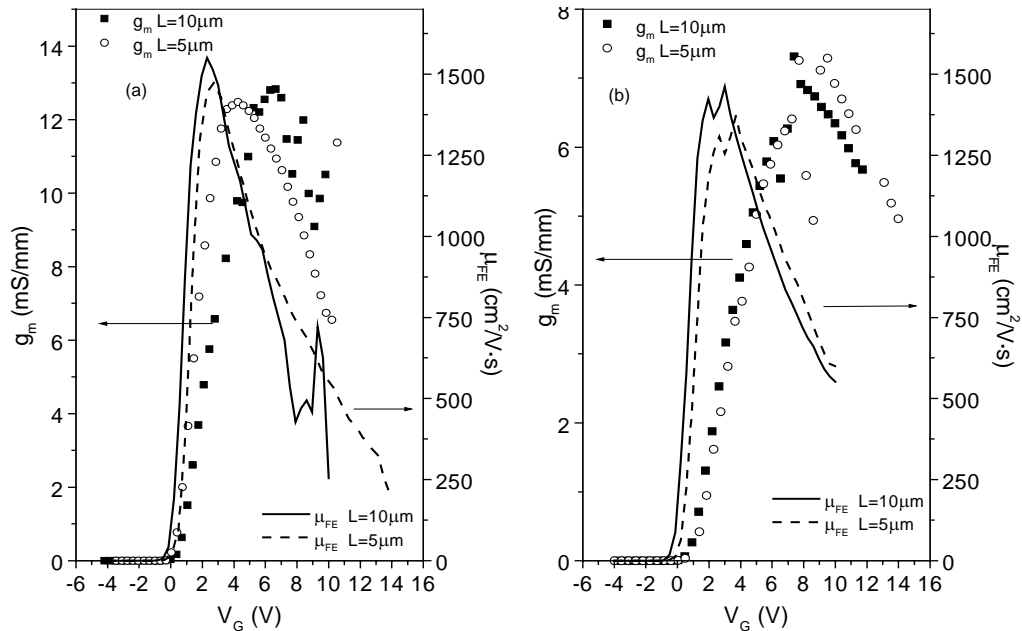 g_m L=10μm
g_m L=5μm
(a)
14
12
10
8
6
4
2
0
g_m (mS/mm)
1500
1250
1000
750
500
250
0
μ_FE (cm²/V·s)
μ_FE L=10μm
μ_FE L=5μm
-6 -4 -2 0 2 4 6 8 10 12 14 16
V_G (V)
g_m L=10μm
g_m L=5μm
(b)
8
6
4
2
0
g_m (mS/mm)
1500
1250
1000
750
500
250
0
μ_FE (cm²/V·s)
μ_FE L=10μm
μ_FE L=5μm
-6 -4 -2 0 2 4 6 8 10 12 14 16
V_G (V)